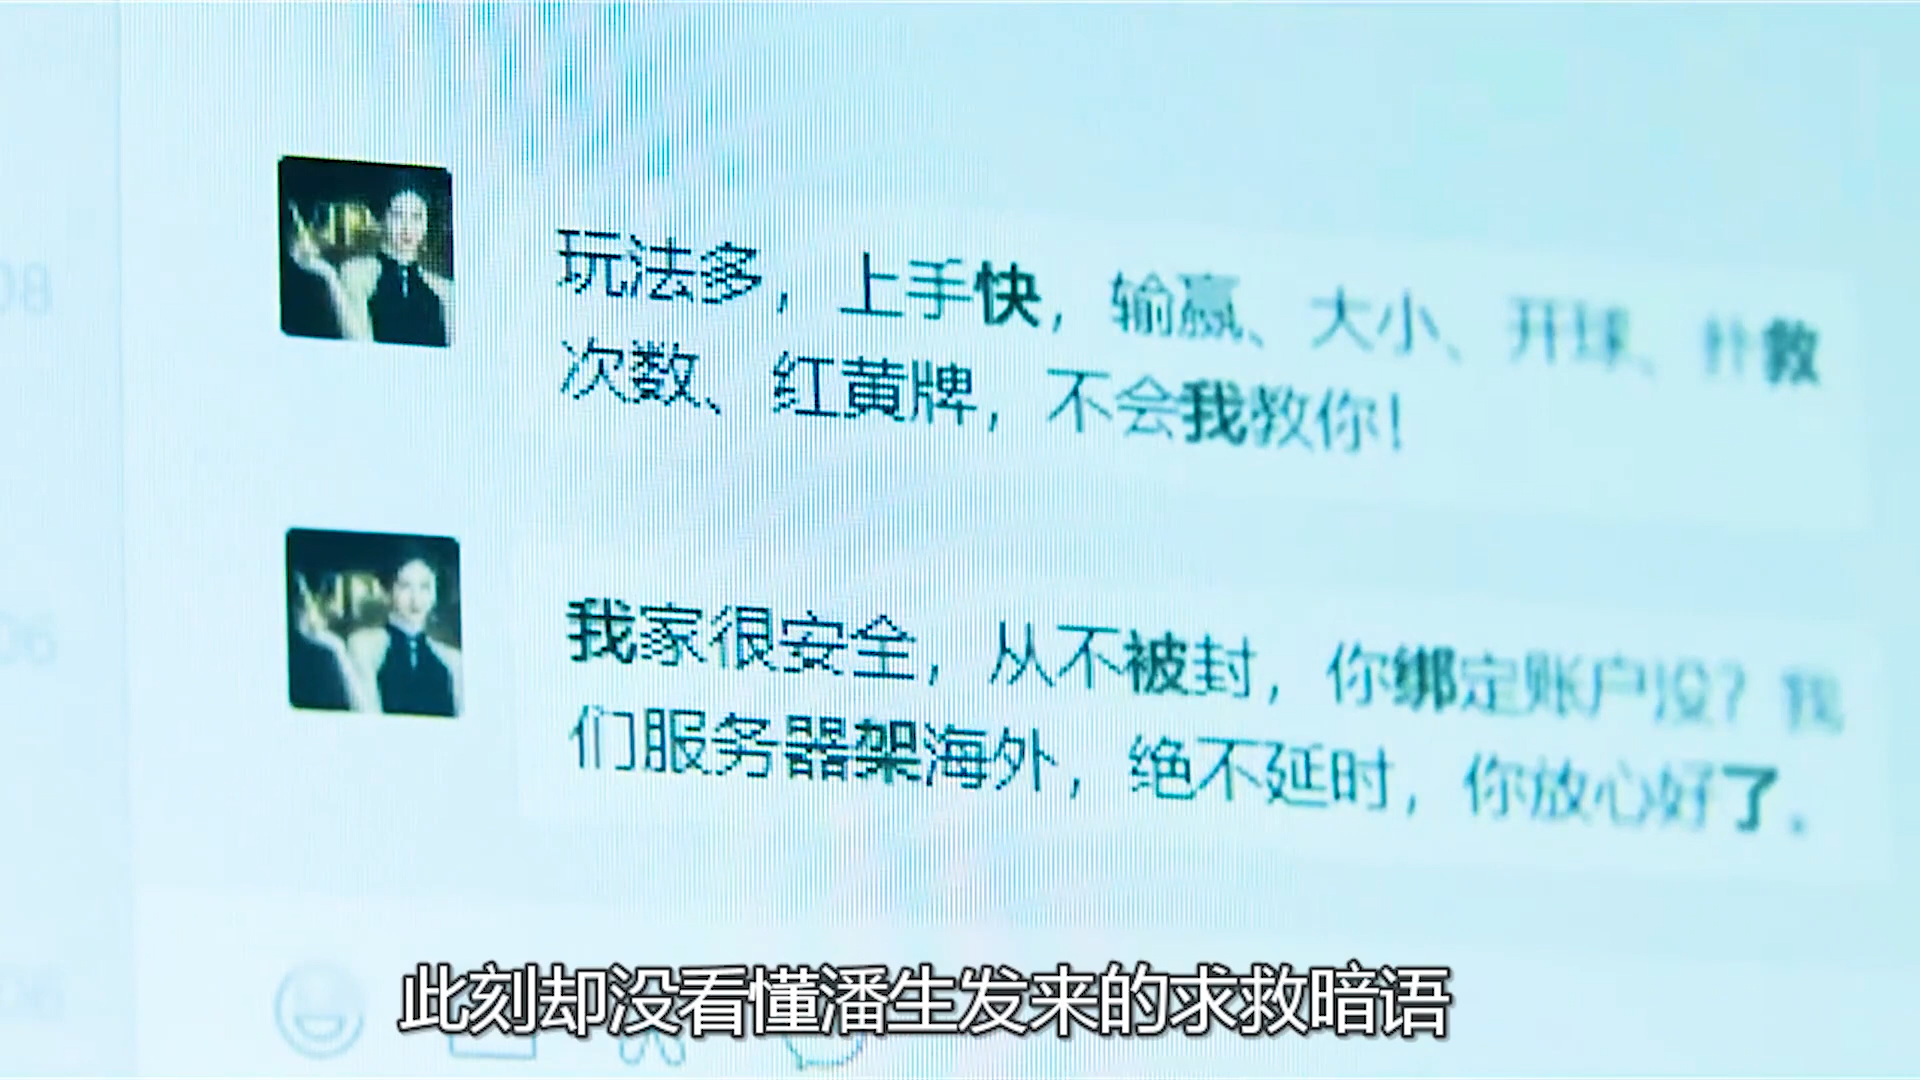 08
玩法多，上手快，输赢、大小、开球、扑救
次数、红黄牌，不会我教你！
06
我家很安全，从不被封，你绑定账户没？我
们服务器架海外，绝不延时，你放心好了。
06
此刻却没看懂潘生发来的求救暗语